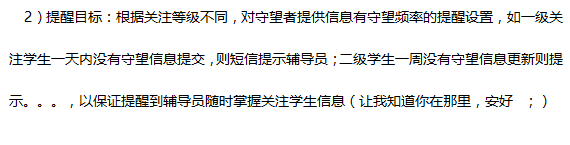 2）提醒目标：根据关注等级不同，对守望者提供信息有守望频率的提醒设置，如一级关
注学生一天内没有守望信息提交，则短信提示辅导员；二级学生一周没有守望信息更新则提
示。。。，以保证提醒到辅导员随时掌握关注学生信息（让我知道你在那里，安好　；）